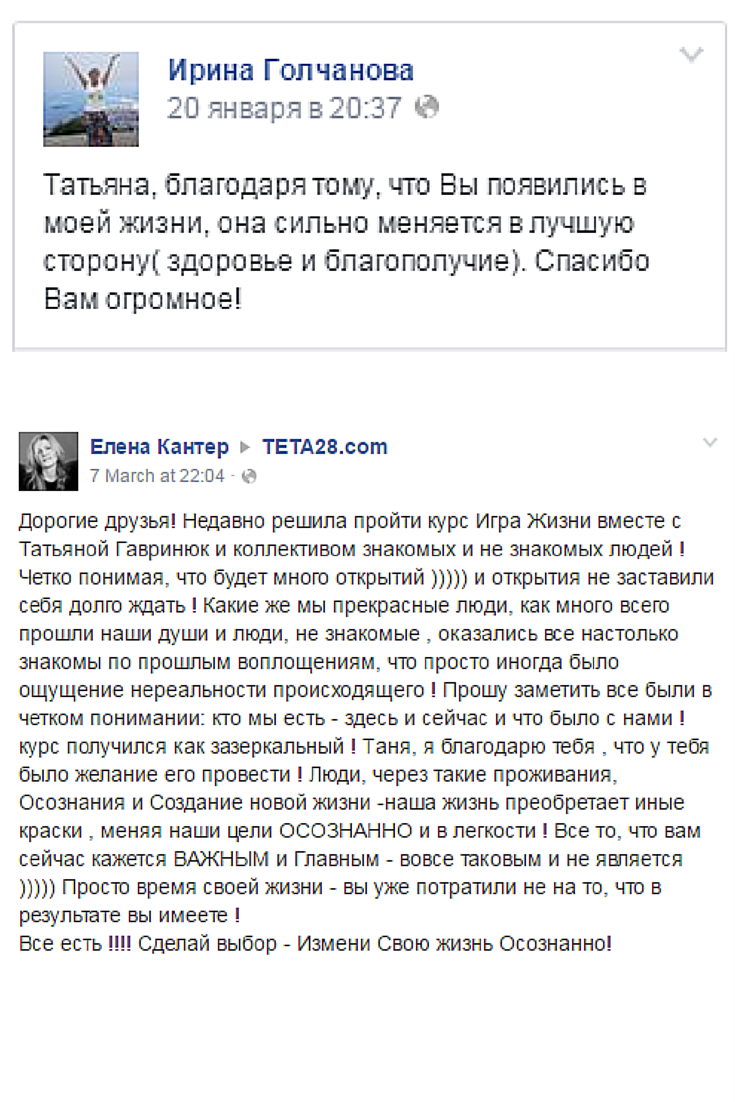 Ирина Голчанова
20 января в 20:37
Татьяна, благодаря тому, что Вы появились в
моей жизни, она сильно меняется в лучшую
сторону( здоровье и благополучие). Спасибо
Вам огромное!
Елена Кантер ▶ TETA28.com
7 March at 22:04 ·
Дорогие друзья! Недавно решила пройти курс Игра Жизни вместе с
Татьяной Гавринюк и коллективом знакомых и не знакомых людей !
Четко понимая, что будет много открытий ))))) и открытия не заставили
себя долго ждать ! Какие же мы прекрасные люди, как много всего
прошли наши души и люди, не знакомые , оказались все настолько
знакомы по прошлым воплощениям, что просто иногда было
ощущение нереальности происходящего ! Прошу заметить все были в
четком понимании: кто мы есть - здесь и сейчас и что было с нами !
курс получился как зазеркальный ! Таня, я благодарю тебя , что у тебя
было желание его провести ! Люди, через такие проживания,
Осознания и Создание новой жизни -наша жизнь преобретает иные
краски , меняя наши цели ОСОЗНАННО и в легкости ! Все то, что вам
сейчас кажется ВАЖНЫМ и Главным - вовсе таковым и не является
))))) Просто время своей жизни - вы уже потратили не на то, что в
результате вы имеете !
Все есть !!!! Сделай выбор - Измени Свою жизнь Осознанно!